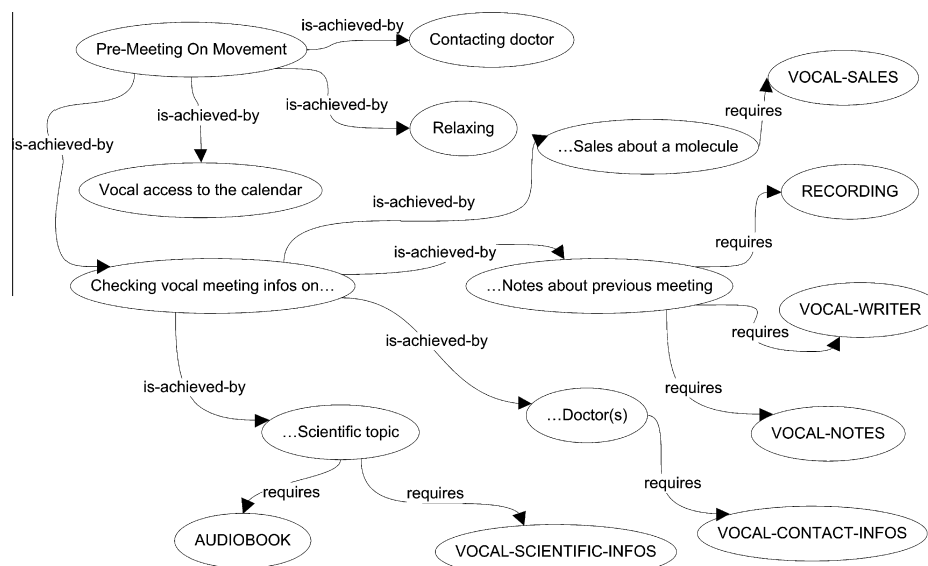 is-achieved-by
Pre-Meeting On Movement
Contacting doctor
VOCAL-SALES
is-achieved-by
is-achieved-by
requires
is-achieved-by
Relaxing
…Sales about a molecule
Vocal access to the calendar
RECORDING
is-achieved-by
requires
is-achieved-by
Checking vocal meeting infos on…
…Notes about previous meeting
VOCAL-WRITER
requires
is-achieved-by
is-achieved-by
requires
…Scientific topic
…Doctor(s)
VOCAL-NOTES
requires
requires
requires
AUDIOBOOK
VOCAL-SCIENTIFIC-INFOS
VOCAL-CONTACT-INFOS